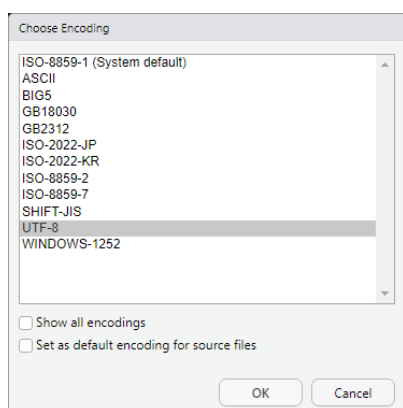 Choose Encoding
ISO-8859-1 (System default)
ASCII
BIG5
GB18030
GB2312
ISO-2022-JP
ISO-2022-KR
ISO-8859-2
ISO-8859-7
SHIFT-JIS
UTF-8
WINDOWS-1252
Show all encodings
Set as default encoding for source files
OK Cancel